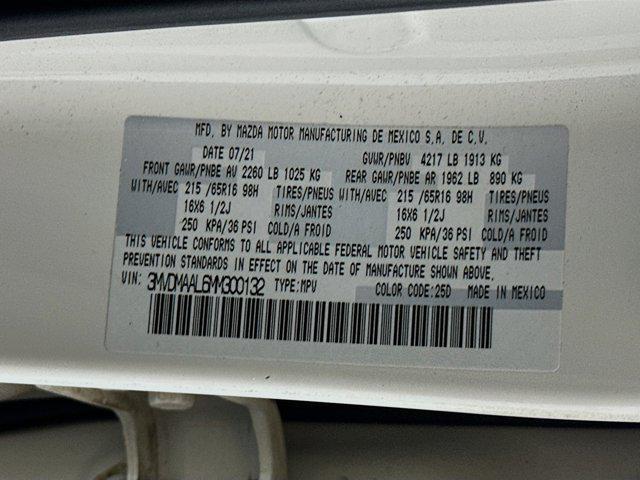 MFD. BY MAZDA MOTOR MANUFACTURING DE MEXICO S.A. DE C.V.
DATE 07/21 GVWR/PNBV 4217 LB 1913 KG
FRONT GAWR/PNBE AV 2260 LB 1025 KG REAR GAWR/PNBE AR 1962 LB 890 KG
WITH/AVEC 215 /65R16 98H TIRES/PNEUS WITH/AVEC 215 /65R16 98H TIRES/PNEUS
16X6 1/2J RIMS/JANTES 16X6 1/2J RIMS/JANTES
250 KPA/36 PSI COLD/A FROID 250 KPA/36 PSI COLD/A FROID
THIS VEHICLE CONFORMS TO ALL APPLICABLE FEDERAL MOTOR VEHICLE SAFETY AND THEFT
PREVENTION STANDARDS IN EFFECT ON THE DATE OF MANUFACTURE SHOWN ABOVE.
VIN: 3MVDMAAL6MM300132 TYPE:MPV COLOR CODE:25D MADE IN MEXICO